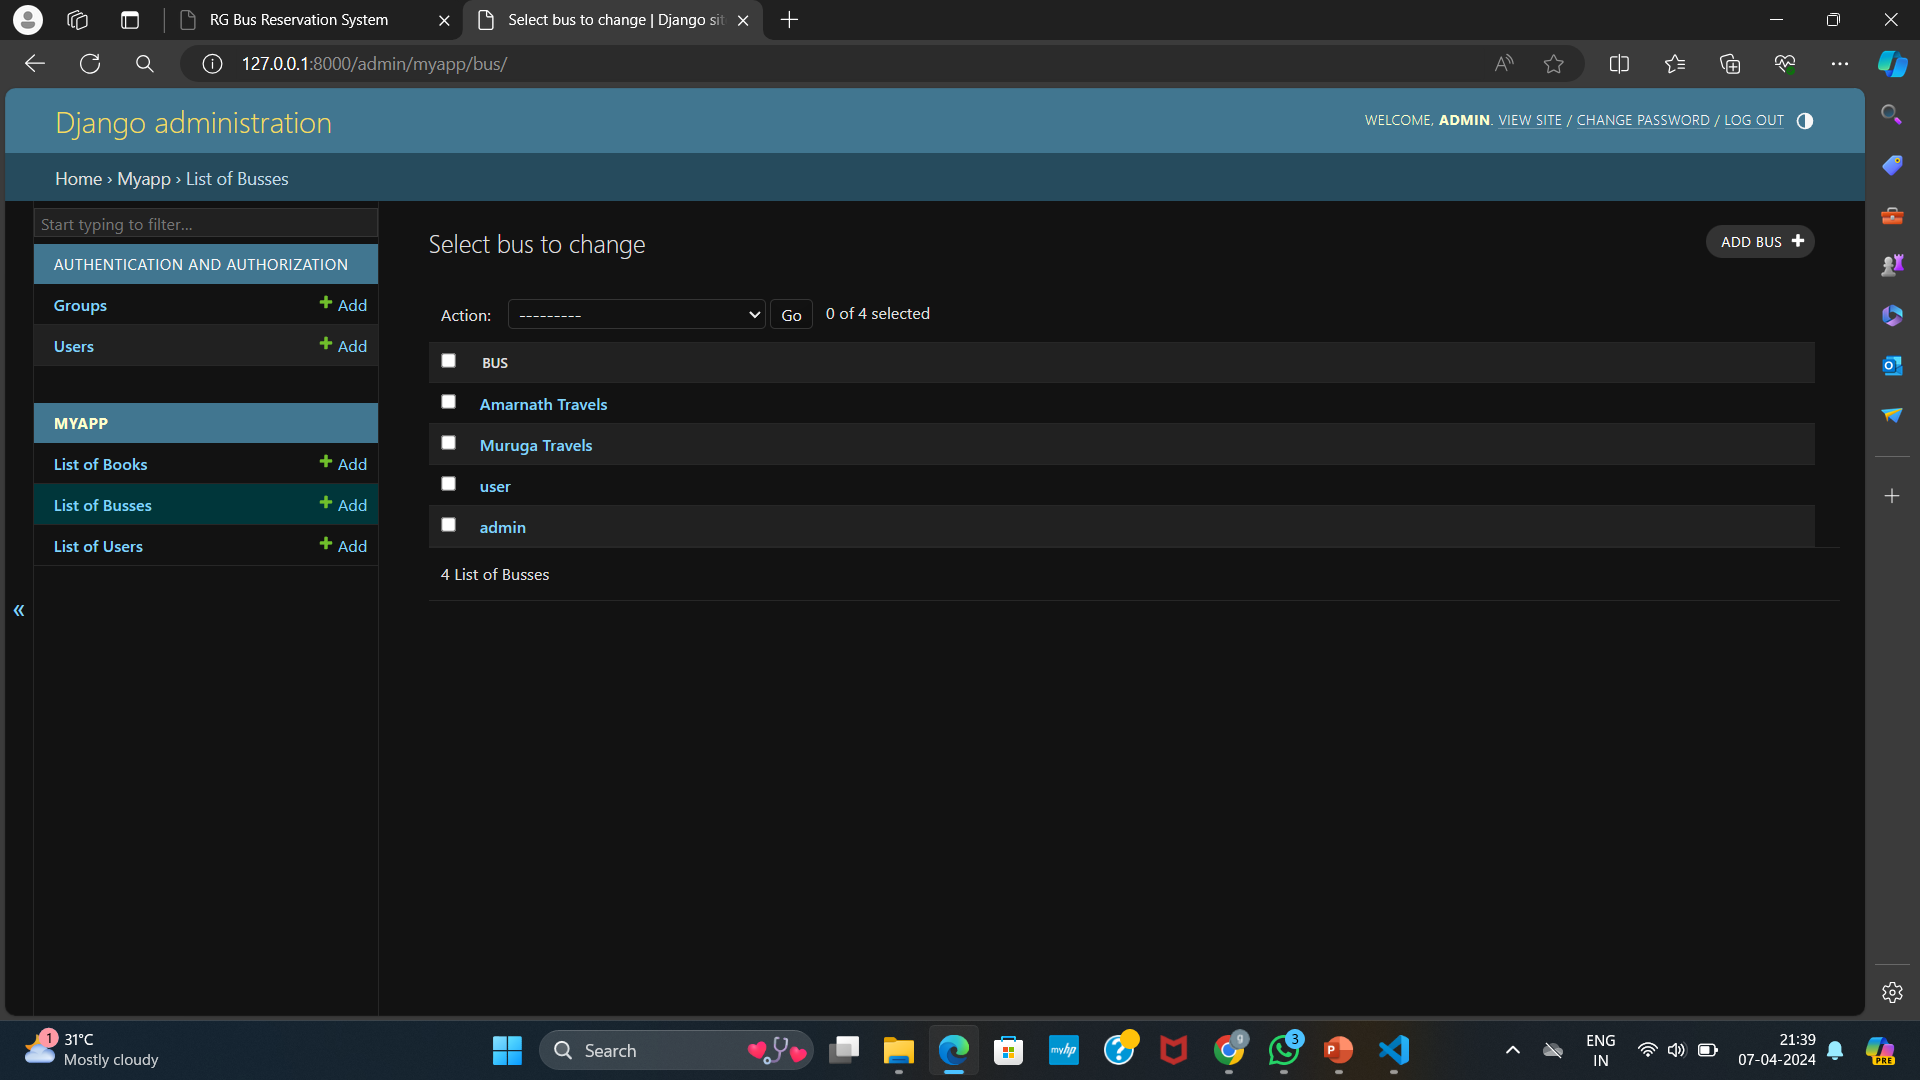 RG Bus Reservation System
Select bus to change | Django sit
127.0.0.1:8000/admin/myapp/bus/
Django administration
WELCOME, ADMIN. VIEW SITE / CHANGE PASSWORD / LOG OUT
Home › Myapp › List of Busses
Start typing to filter...
AUTHENTICATION AND AUTHORIZATION
Groups + Add
Users + Add
MYAPP
List of Books + Add
List of Busses + Add
List of Users + Add
«
Select bus to change
ADD BUS +
Action: --------- Go 0 of 4 selected
BUS
Amarnath Travels
Muruga Travels
user
admin
4 List of Busses
1
31°C
Mostly cloudy
Search
myhp
?
g
3
P
ENG
IN
21:39
07-04-2024
PRE